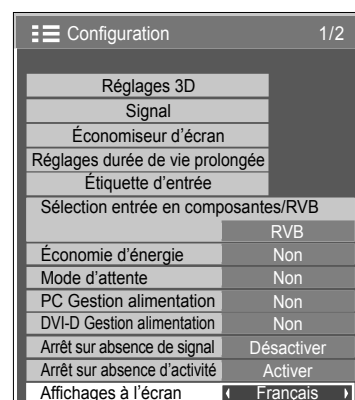 Configuration 1/2
Réglages 3D
Signal
Économiseur d'écran
Réglages durée de vie prolongée
Étiquette d'entrée
Sélection entrée en composantes/RVB
RVB
Économie d'énergie Non
Mode d'attente Non
PC Gestion alimentation Non
DVI-D Gestion alimentation Non
Arrêt sur absence de signal Désactiver
Arrêt sur absence d'activité Activer
Affichages à l'écran Français